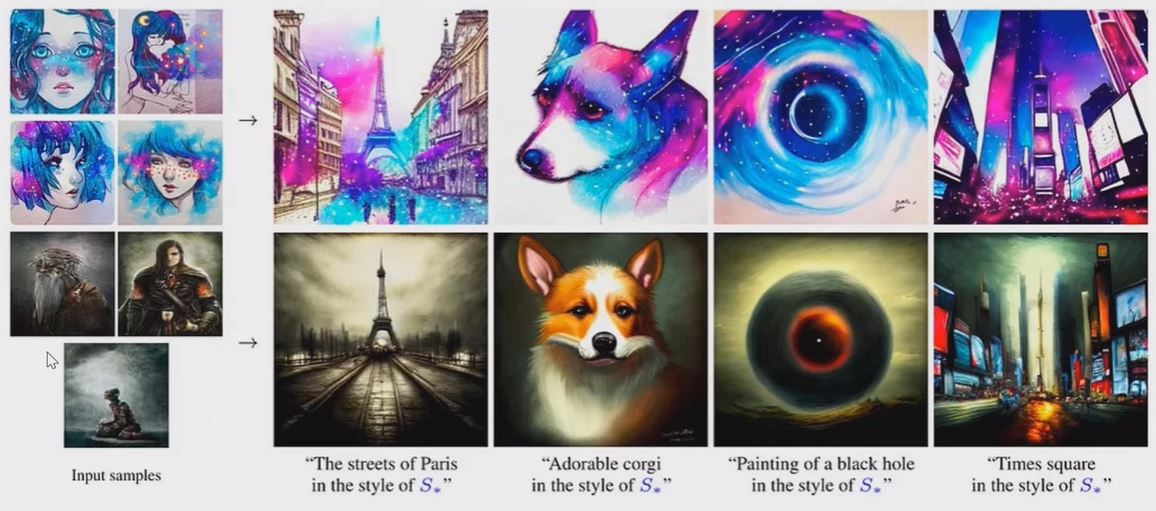 Input samples
“The streets of Paris
in the style of S*”
“Adorable corgi
in the style of S*”
“Painting of a black hole
in the style of S*”
“Times square
in the style of S*”